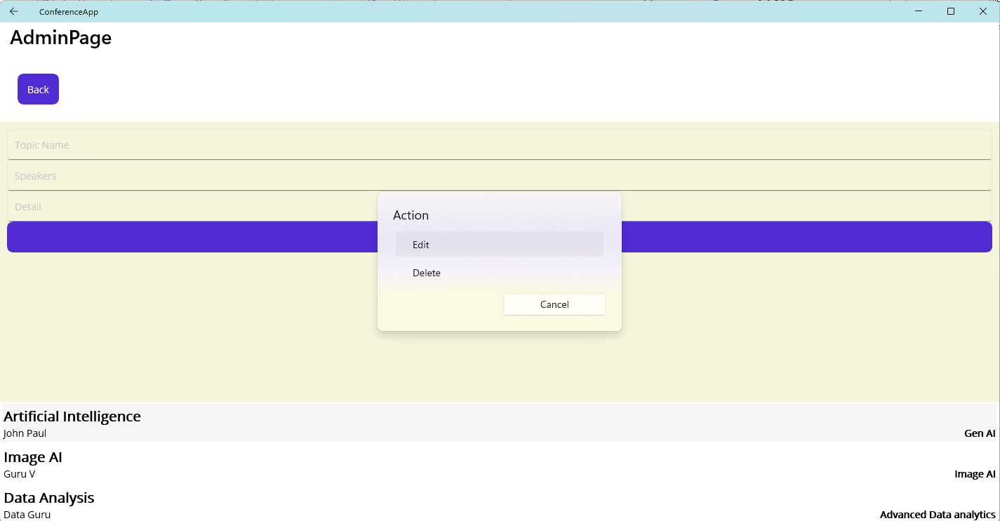 ConferenceApp
AdminPage
Back
Topic Name
Speakers
Detail
Action
Edit
Delete
Cancel
Artificial Intelligence
John Paul
Gen AI
Image AI
Guru V
Image AI
Data Analysis
Data Guru
Advanced Data analytics